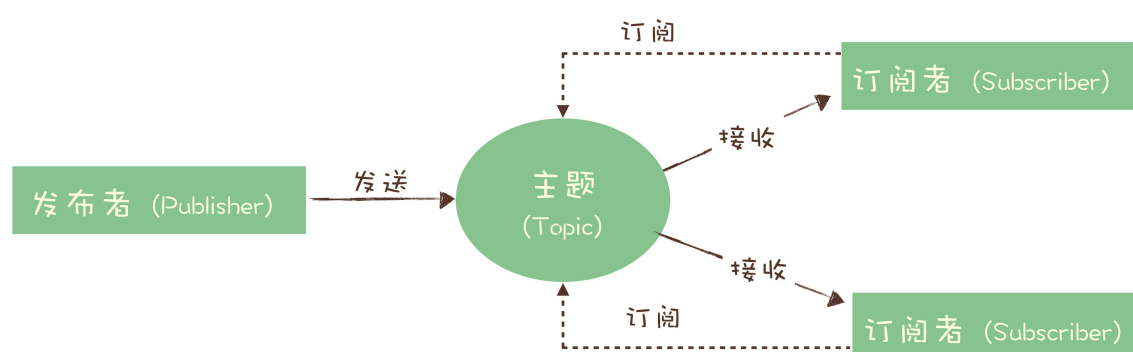 订阅
订阅者 (Subscriber)
接收
发送
发布者 (Publisher)
主题
(Topic)
接收
订阅
订阅者 (Subscriber)